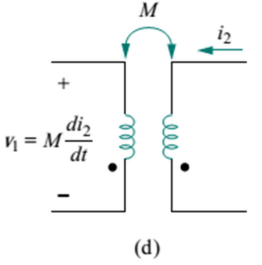 M
i₂
+
v₁ = M di₂/dt
–
(d)